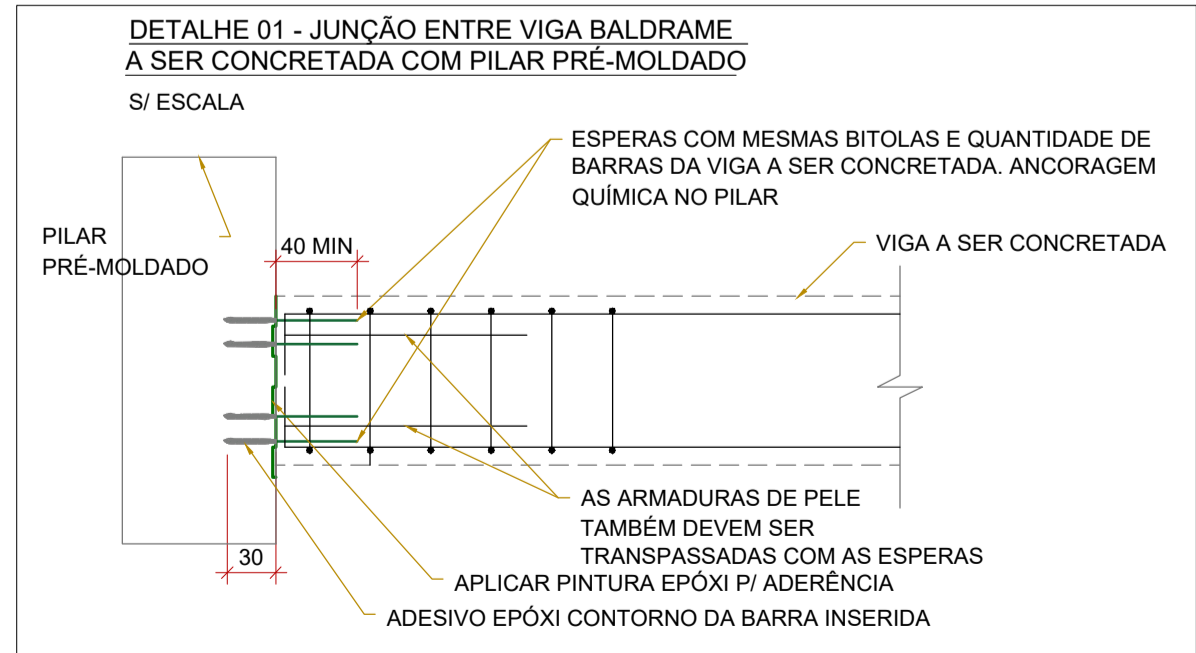 DETALHE 01 - JUNÇÃO ENTRE VIGA BALDRAME
A SER CONCRETADA COM PILAR PRÉ-MOLDADO
S/ ESCALA
ESPERAS COM MESMAS BITOLAS E QUANTIDADE DE
BARRAS DA VIGA A SER CONCRETADA. ANCORAGEM
QUÍMICA NO PILAR
PILAR
PRÉ-MOLDADO
40 MIN
VIGA A SER CONCRETADA
AS ARMADURAS DE PELE
TAMBÉM DEVEM SER
TRANSPASSADAS COM AS ESPERAS
30
APLICAR PINTURA EPÓXI P/ ADERÊNCIA
ADESIVO EPÓXI CONTORNO DA BARRA INSERIDA